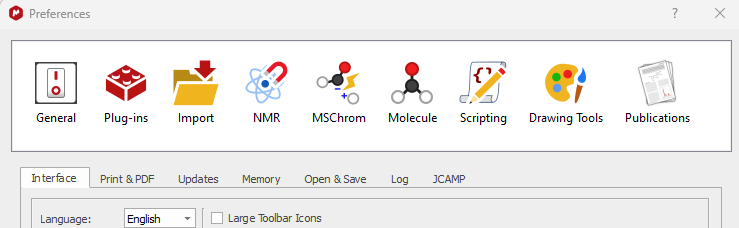 Preferences
General Plug-ins Import NMR MSChrom Molecule Scripting Drawing Tools Publications
Interface Print & PDF Updates Memory Open & Save Log JCAMP
Language: English Large Toolbar Icons